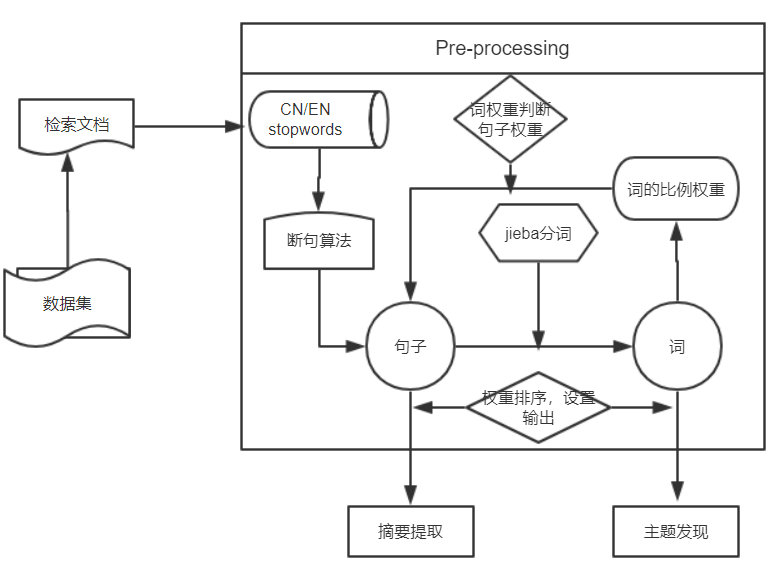 Pre-processing
检索文档
CN/EN
stopwords
词权重判断
句子权重
词的比例权重
断句算法
jieba分词
数据集
句子
词
权重排序，设置
输出
摘要提取
主题发现